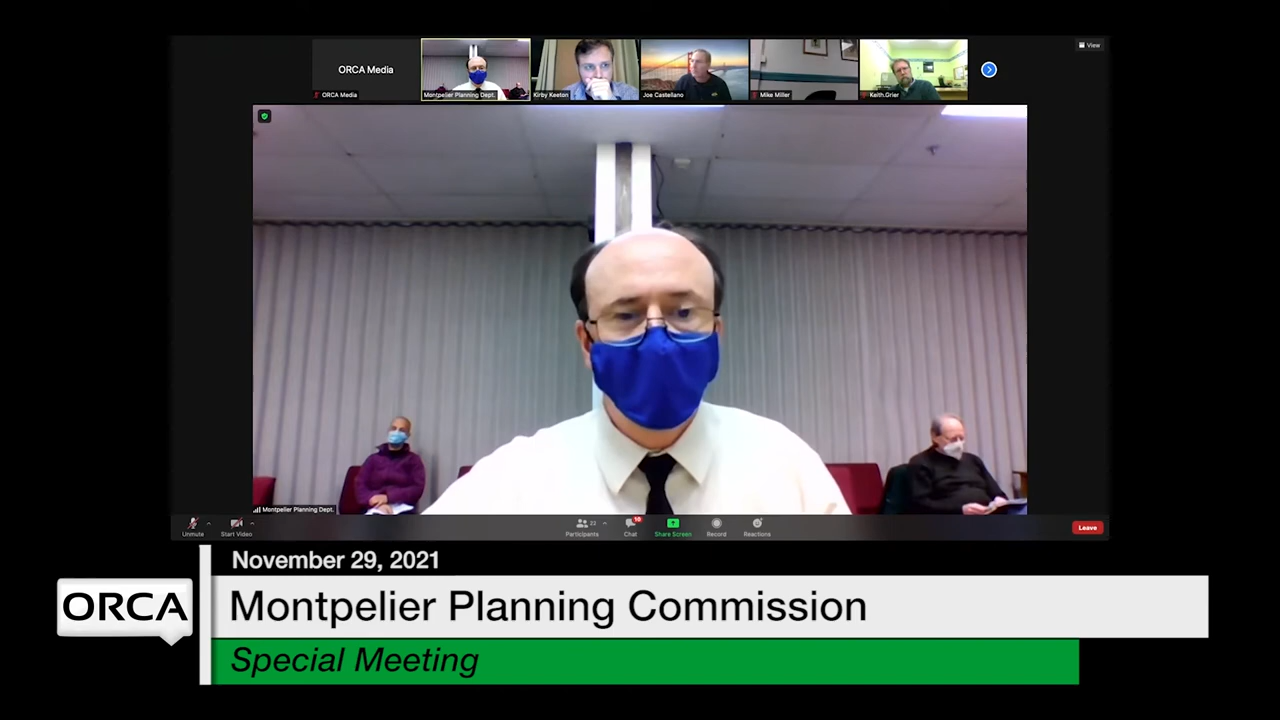 View
ORCA Media
ORCA Media
Montpelier Planning Dept.
Kirby Keeton
Joe Castellano
Mike Miller
Keith.Grier
Montpelier Planning Dept.
Unmute
Start Video
Participants
22
Chat
10
Share Screen
Record
Reactions
Leave
November 29, 2021
ORCA
Montpelier Planning Commission
Special Meeting